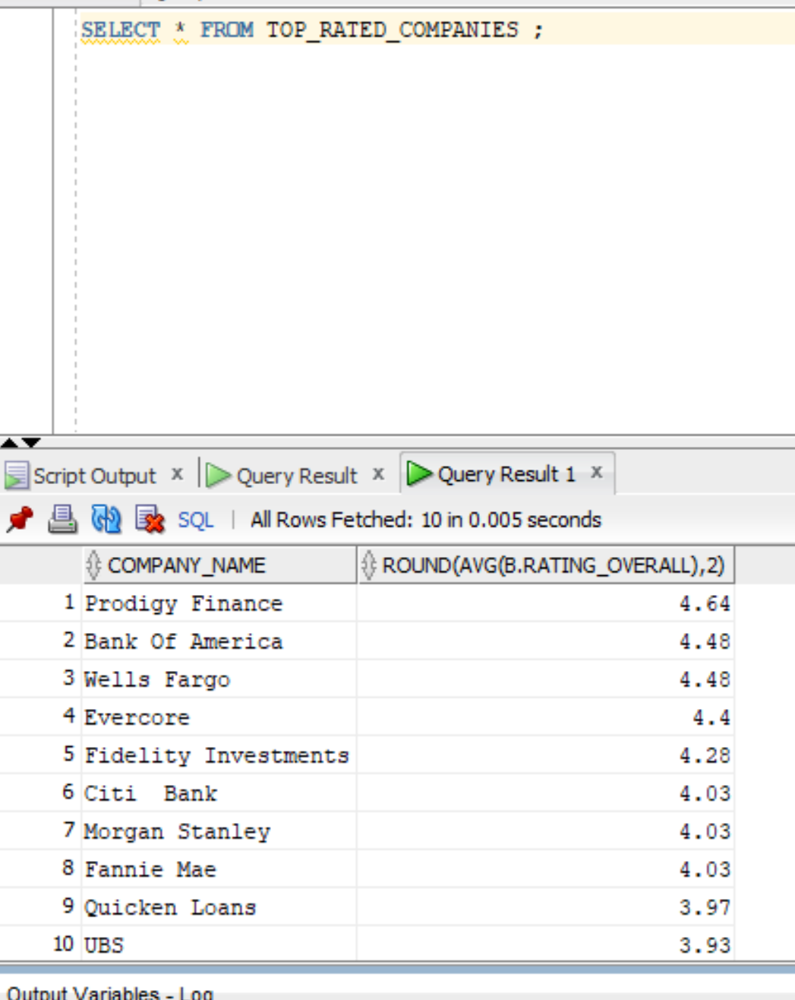 SELECT * FROM TOP_RATED_COMPANIES ;
Script Output x Query Result x Query Result 1 x
SQL | All Rows Fetched: 10 in 0.005 seconds
COMPANY_NAME ROUND(AVG(B.RATING_OVERALL),2)
1 Prodigy Finance 4.64
2 Bank Of America 4.48
3 Wells Fargo 4.48
4 Evercore 4.4
5 Fidelity Investments 4.28
6 Citi  Bank 4.03
7 Morgan Stanley 4.03
8 Fannie Mae 4.03
9 Quicken Loans 3.97
10 UBS 3.93
Output Variables - Log